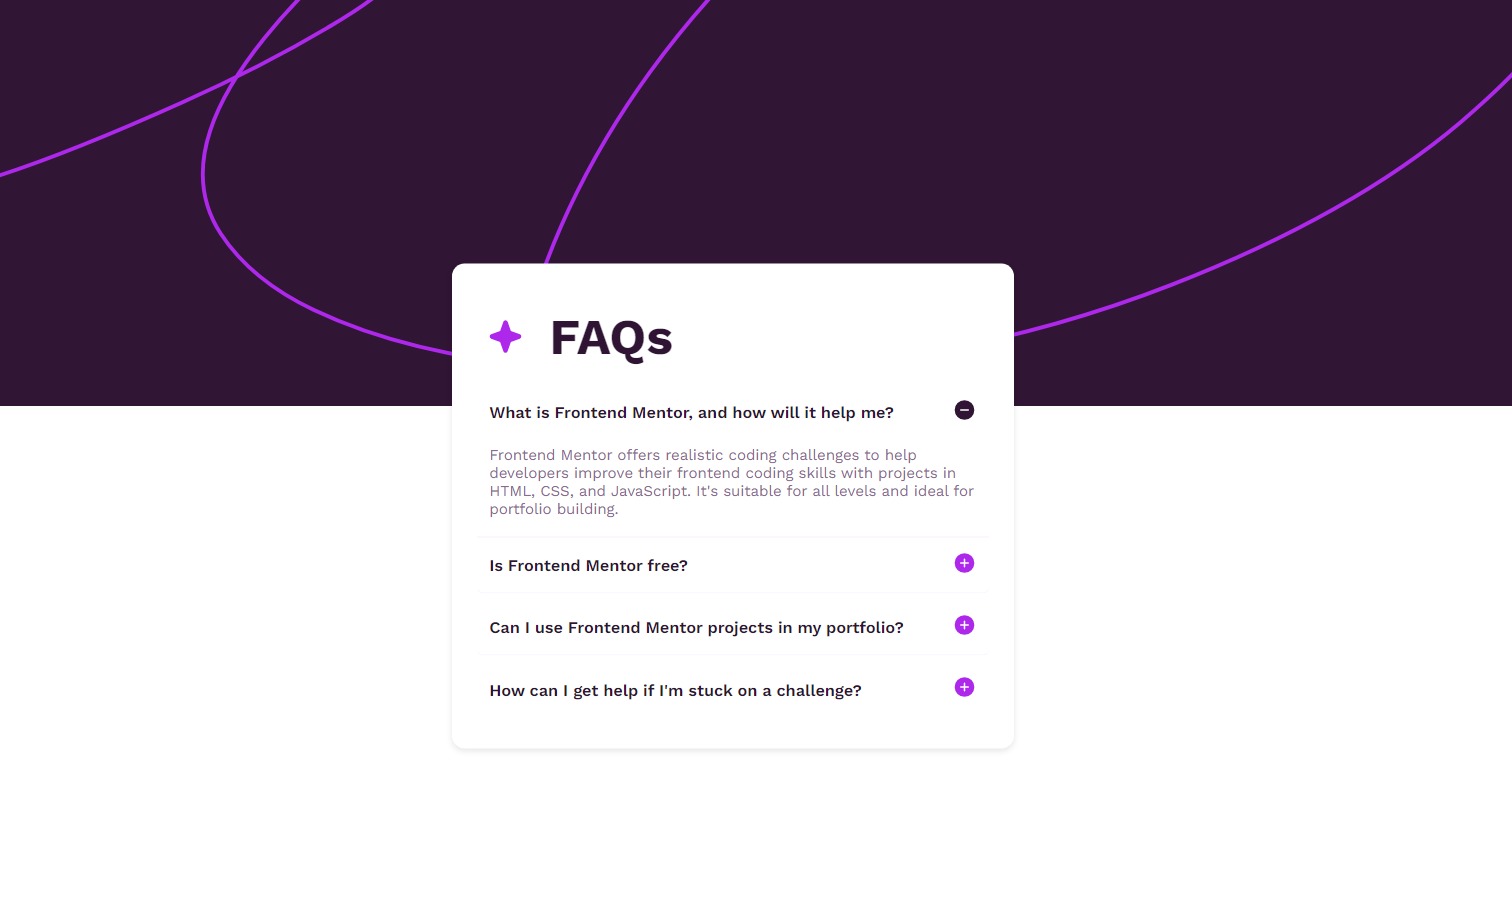 FAQs
What is Frontend Mentor, and how will it help me?
Frontend Mentor offers realistic coding challenges to help
developers improve their frontend coding skills with projects in
HTML, CSS, and JavaScript. It's suitable for all levels and ideal for
portfolio building.
Is Frontend Mentor free?
Can I use Frontend Mentor projects in my portfolio?
How can I get help if I'm stuck on a challenge?